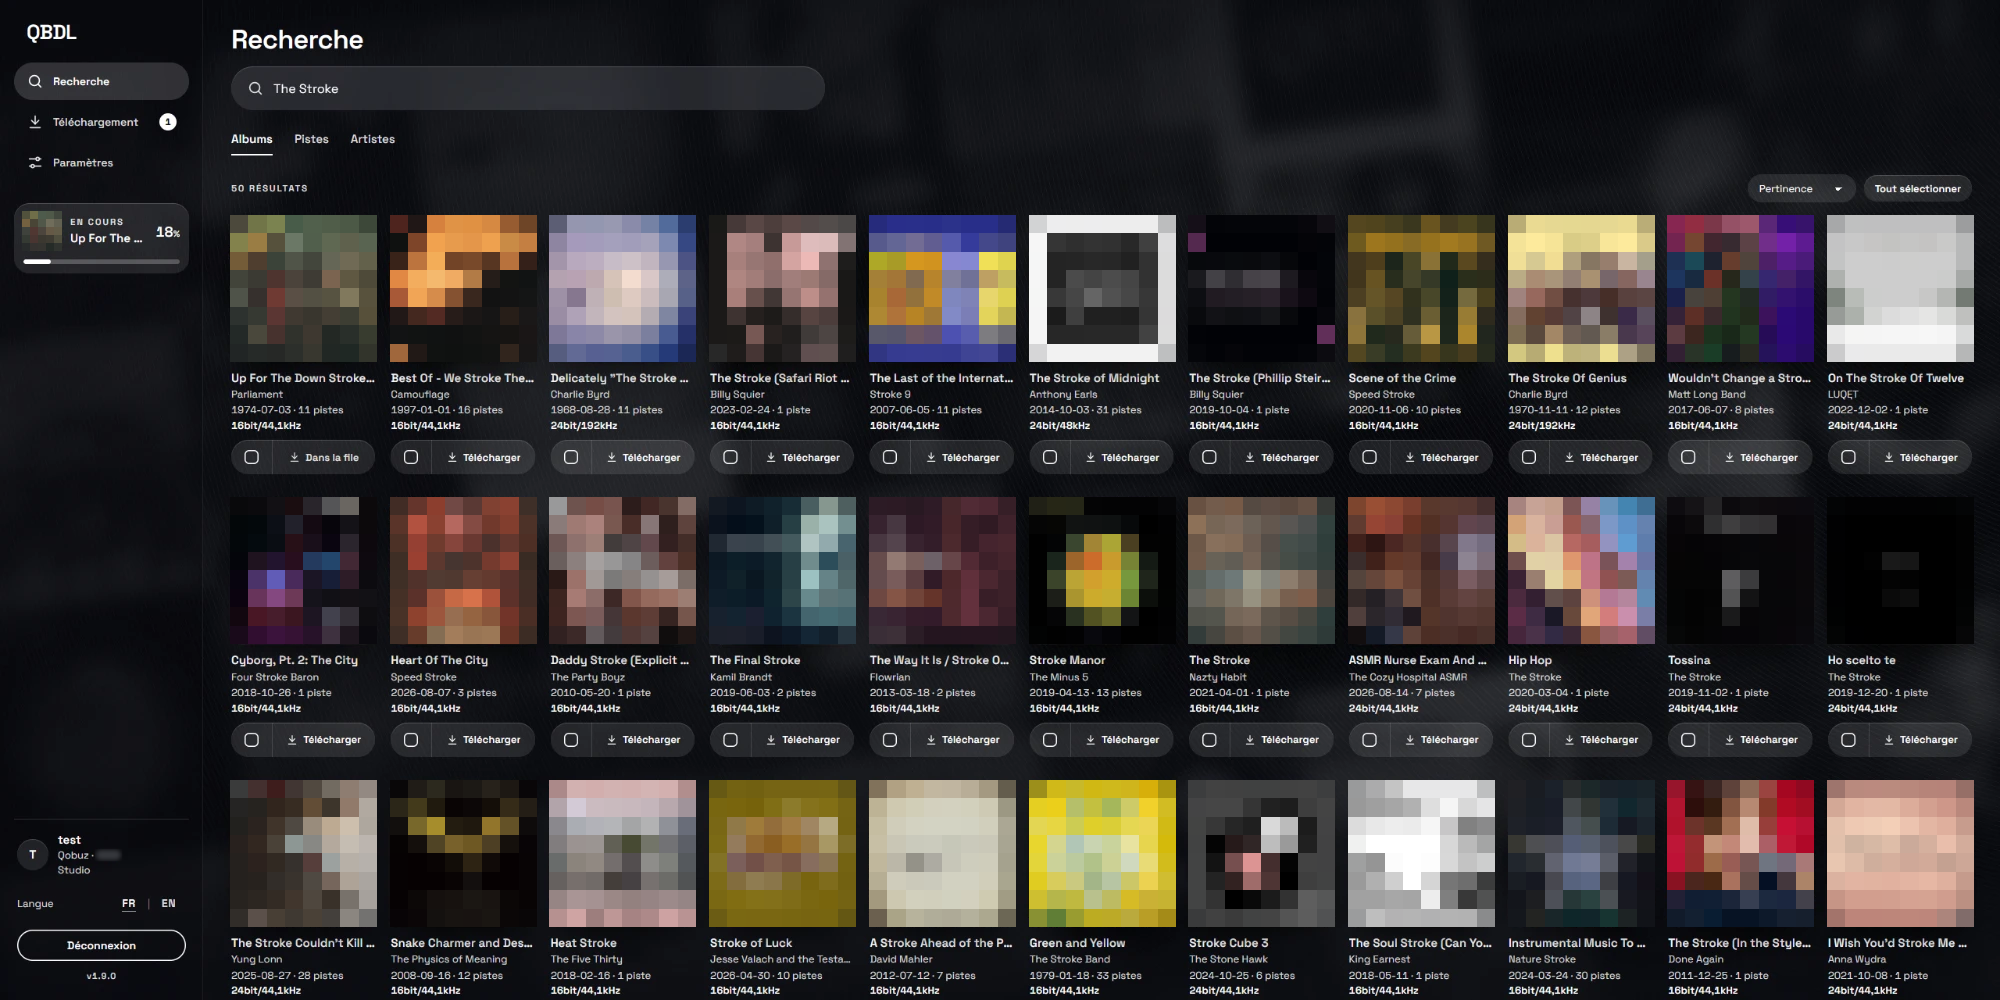 QBDL
Recherche
Téléchargement 1
Paramètres
EN COURS
Up For The ... 18%
Recherche
The Stroke
Albums Pistes Artistes
50 RÉSULTATS
Pertinence Tout sélectionner
Up For The Down Stroke...
Parliament
1974-07-03 · 11 pistes
16bit/44,1kHz
Dans la file
Best Of - We Stroke The...
Camouflage
1997-01-01 · 16 pistes
16bit/44,1kHz
Télécharger
Delicately "The Stroke ...
Charlie Byrd
1968-08-28 · 11 pistes
24bit/192kHz
Télécharger
The Stroke (Safari Riot ...
Billy Squier
2023-02-24 · 1 piste
16bit/44,1kHz
Télécharger
The Last of the Internat...
Stroke 9
2007-06-05 · 11 pistes
16bit/44,1kHz
Télécharger
The Stroke of Midnight
Anthony Earls
2014-10-03 · 31 pistes
24bit/48kHz
Télécharger
The Stroke (Phillip Steir...
Billy Squier
2019-10-04 · 1 piste
16bit/44,1kHz
Télécharger
Scene of the Crime
Speed Stroke
2020-11-06 · 10 pistes
16bit/44,1kHz
Télécharger
The Stroke Of Genius
Charlie Byrd
1970-11-11 · 12 pistes
24bit/192kHz
Télécharger
Wouldn't Change a Stro...
Matt Long Band
2017-06-07 · 8 pistes
16bit/44,1kHz
Télécharger
On The Stroke Of Twelve
LUQET
2022-12-02 · 1 piste
16bit/44,1kHz
Télécharger
Cyborg, Pt. 2: The City
Four Stroke Baron
2018-10-26 · 1 piste
16bit/44,1kHz
Télécharger
Heart Of The City
Speed Stroke
2026-08-07 · 3 pistes
16bit/44,1kHz
Télécharger
Daddy Stroke (Explicit ...
The Party Boyz
2010-05-20 · 1 piste
16bit/44,1kHz
Télécharger
The Final Stroke
Kamil Brandt
2019-06-03 · 2 pistes
16bit/44,1kHz
Télécharger
The Way It Is / Stroke O...
Flowrian
2013-03-18 · 2 pistes
16bit/44,1kHz
Télécharger
Stroke Manor
The Minus 5
2019-04-13 · 13 pistes
16bit/44,1kHz
Télécharger
The Stroke
Nazty Habit
2021-04-01 · 1 piste
16bit/44,1kHz
Télécharger
ASMR Nurse Exam And ...
The Cozy Hospital ASMR
2026-08-14 · 7 pistes
24bit/44,1kHz
Télécharger
Hip Hop
The Stroke
2020-03-04 · 1 piste
24bit/44,1kHz
Télécharger
Tossina
The Stroke
2019-11-02 · 1 piste
24bit/44,1kHz
Télécharger
Ho scelto te
The Stroke
2019-12-20 · 1 piste
24bit/44,1kHz
Télécharger
The Stroke Couldn't Kill ...
Yung Lonn
2025-08-27 · 28 pistes
24bit/44,1kHz
Snake Charmer and Des...
The Physics of Meaning
2008-09-16 · 12 pistes
16bit/44,1kHz
Heat Stroke
The Five Thirty
2018-02-16 · 1 piste
16bit/44,1kHz
Stroke of Luck
Jesse Valach and the Testa...
2026-04-30 · 10 pistes
24bit/44,1kHz
A Stroke Ahead of the P...
David Mahler
2012-07-12 · 7 pistes
16bit/44,1kHz
Green and Yellow
The Stroke Band
1979-01-18 · 33 pistes
16bit/44,1kHz
Stroke Cube 3
The Stone Hawk
2024-10-25 · 6 pistes
24bit/44,1kHz
The Soul Stroke (Can Yo...
King Earnest
2018-05-11 · 1 piste
16bit/44,1kHz
Instrumental Music To ...
Nature Stroke
2024-03-24 · 30 pistes
16bit/44,1kHz
The Stroke (In the Style...
Done Again
2011-12-25 · 1 piste
16bit/44,1kHz
I Wish You'd Stroke Me ...
Anna Wydra
2021-10-08 · 1 piste
24bit/44,1kHz
T
test
Qobuz ·
Studio
Langue FR | EN
Déconnexion
v1.9.0